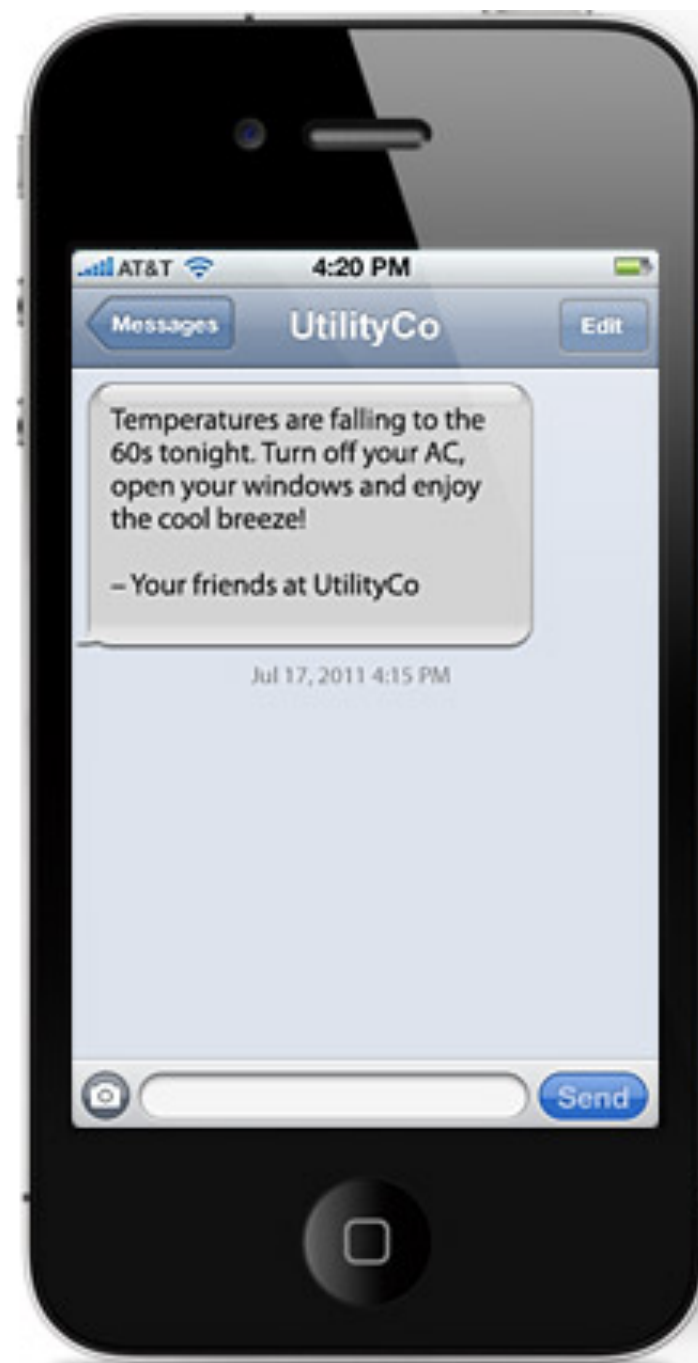 AT&T 4:20 PM
Messages UtilityCo Edit
Temperatures are falling to the
60s tonight. Turn off your AC,
open your windows and enjoy
the cool breeze!
– Your friends at UtilityCo
Jul 17, 2011 4:15 PM
Send